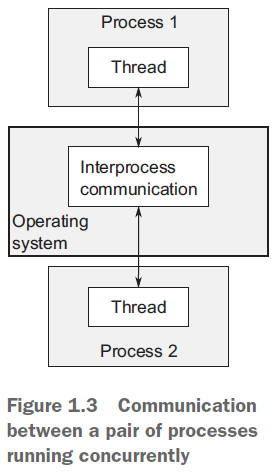 Process 1
Thread
Interprocess
communication
Operating
system
Thread
Process 2
Figure 1.3 Communication
between a pair of processes
running concurrently